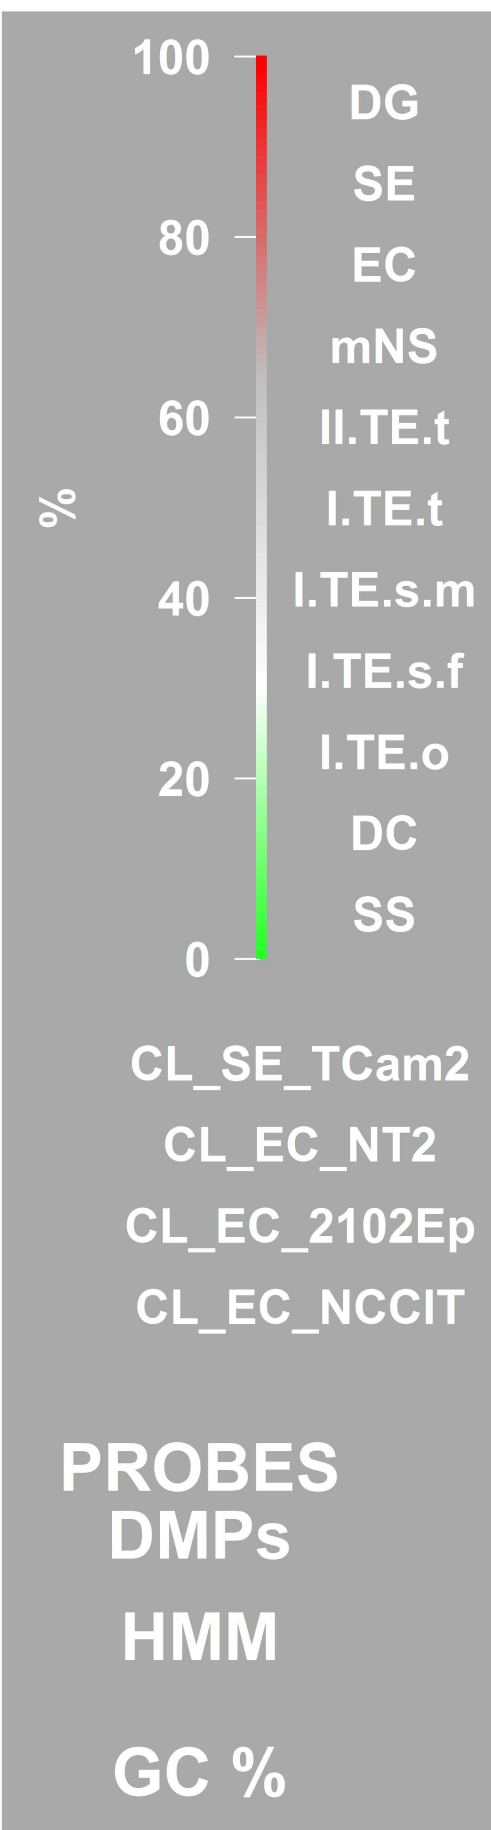 100
DG
SE
80
EC
mNS
60
II.TE.t
%
I.TE.t
40
I.TE.s.m
I.TE.s.f
20
I.TE.o
DC
SS
0
CL_SE_TCam2
CL_EC_NT2
CL_EC_2102Ep
CL_EC_NCCIT
PROBES
DMPs
HMM
GC %